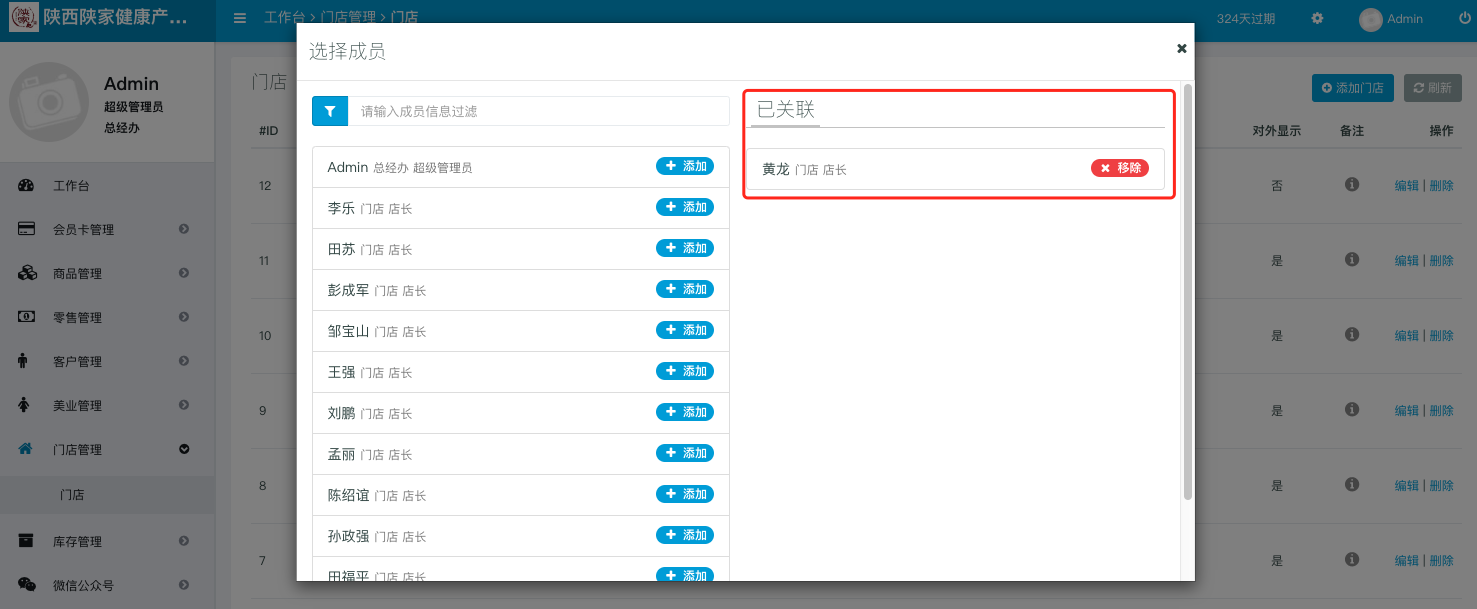 陕西陕家健康产...
工作台 > 门店管理 > 门店
324天过期
Admin
Admin
超级管理员
总经办
工作台
会员卡管理
商品管理
零售管理
客户管理
美业管理
门店管理
门店
库存管理
微信公众号
门店
添加门店
刷新
#ID
对外显示
备注
操作
12
否
编辑 | 删除
11
是
编辑 | 删除
10
是
编辑 | 删除
9
是
编辑 | 删除
8
是
编辑 | 删除
7
是
编辑 | 删除
选择成员
请输入成员信息过滤
Admin 总经办 超级管理员
添加
李乐 门店 店长
添加
田苏 门店 店长
添加
彭成军 门店 店长
添加
邹宝山 门店 店长
添加
王强 门店 店长
添加
刘鹏 门店 店长
添加
孟丽 门店 店长
添加
陈绍谊 门店 店长
添加
孙政强 门店 店长
添加
田福平 门店 店长
添加
已关联
黄龙 门店 店长
移除